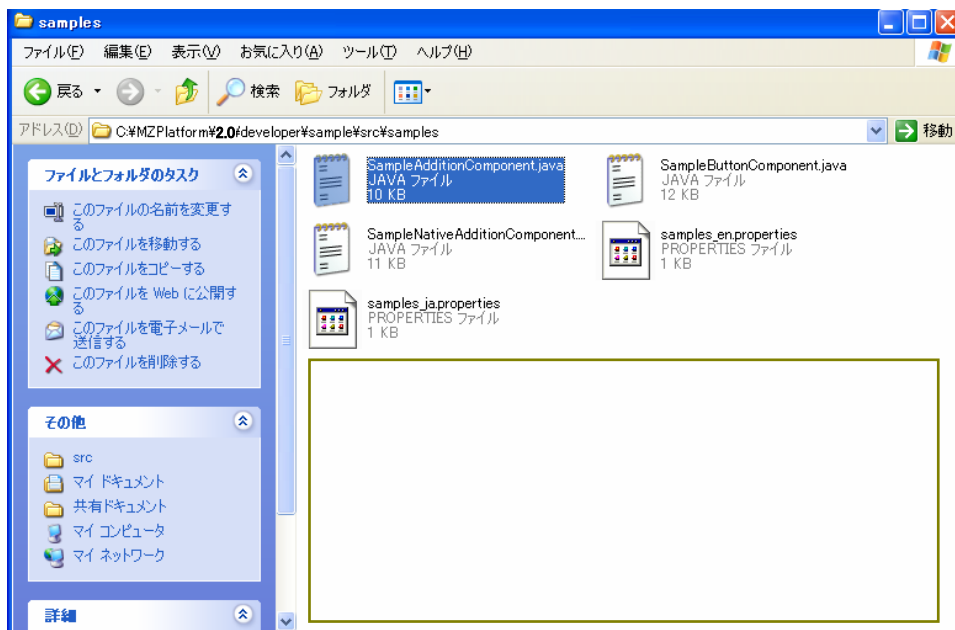 samples
ファイル(F) 編集(E) 表示(V) お気に入り(A) ツール(T) ヘルプ(H)
戻る 検索 フォルダ
アドレス(D) C:¥MZPlatform¥2.0¥developer¥sample¥src¥samples 移動
ファイルとフォルダのタスク
このファイルの名前を変更す
る
このファイルを移動する
このファイルをコピーする
このファイルを Web に公開す
る
このファイルを電子メールで
送信する
このファイルを削除する
その他
src
マイ ドキュメント
共有ドキュメント
マイ コンピュータ
マイ ネットワーク
詳細
SampleAdditionComponent.java
JAVA ファイル
10 KB
SampleButtonComponent.java
JAVA ファイル
12 KB
SampleNativeAdditionComponent...
JAVA ファイル
11 KB
samples_en.properties
PROPERTIES ファイル
1 KB
samples_ja.properties
PROPERTIES ファイル
1 KB